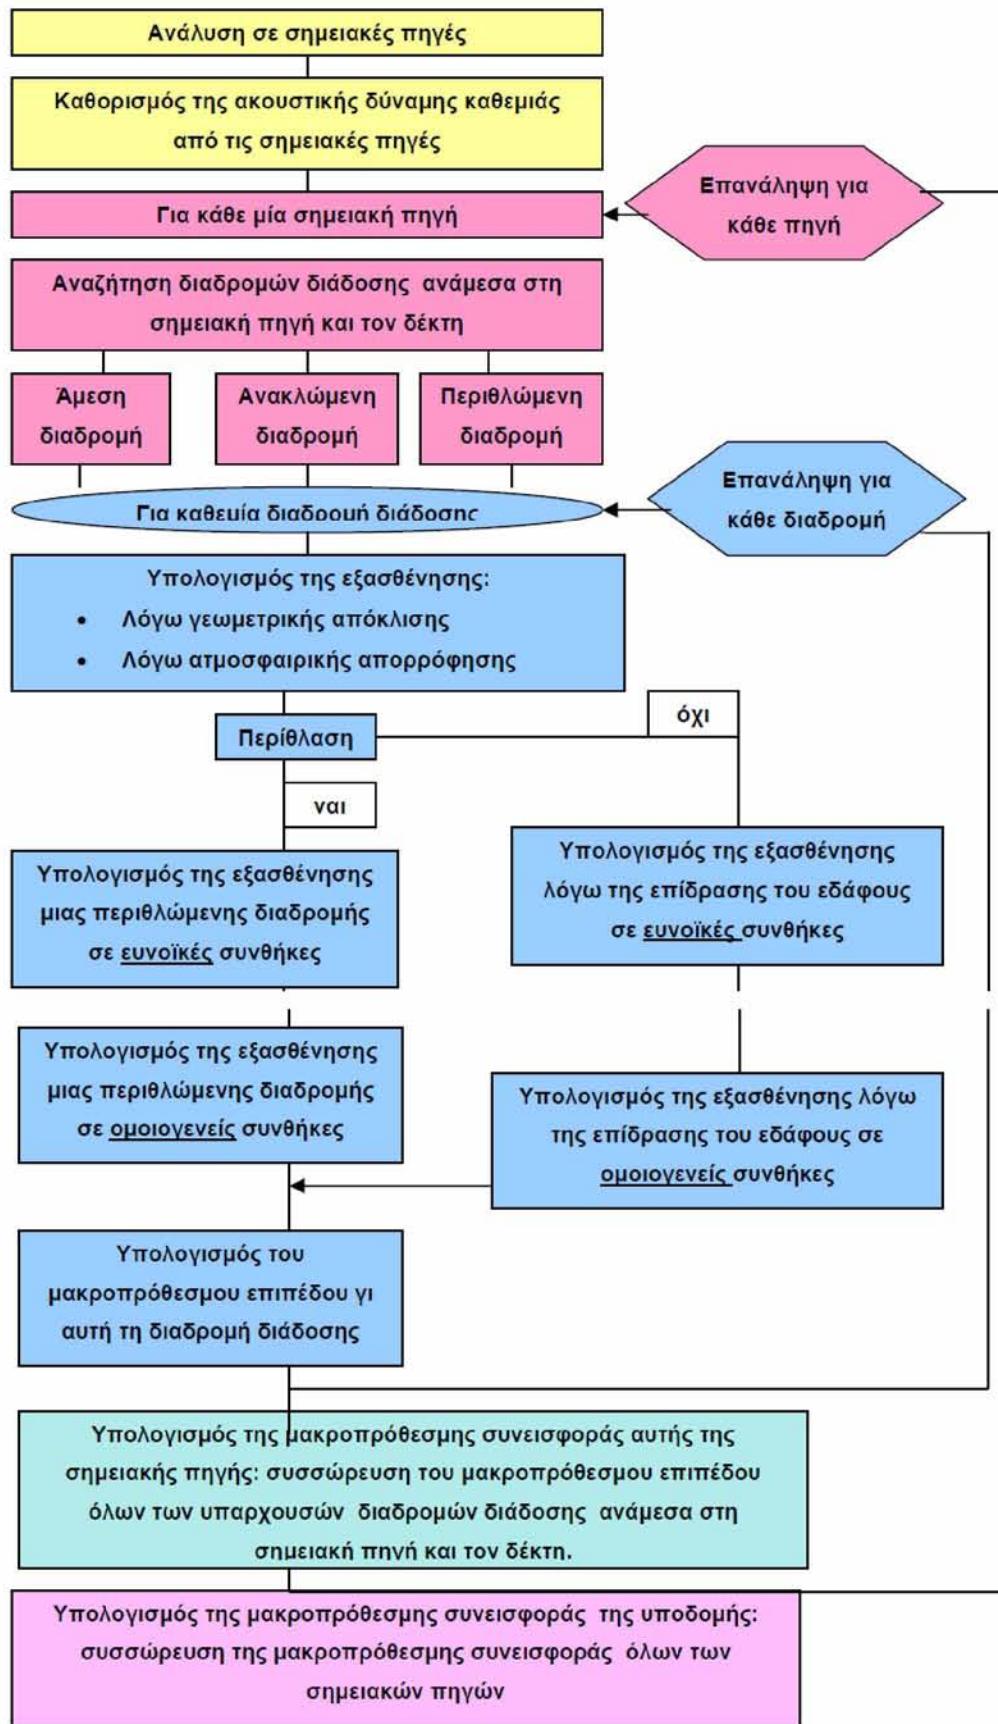 Ανάλυση σε σημειακές πηγές
Καθορισμός της ακουστικής δύναμης καθεμιάς
από τις σημειακές πηγές
Για κάθε μία σημειακή πηγή
Επανάληψη για
κάθε πηγή
Αναζήτηση διαδρομών διάδοσης ανάμεσα στη
σημειακή πηγή και τον δέκτη
Άμεση
διαδρομή
Ανακλώμενη
διαδρομή
Περιθλώμενη
διαδρομή
Για καθεμία διαδρομή διάδοσης
Επανάληψη για
κάθε διαδρομή
Υπολογισμός της εξασθένησης:
• Λόγω γεωμετρικής απόκλισης
• Λόγω ατμοσφαιρικής απορρόφησης
Περίθλαση
όχι
ναι
Υπολογισμός της εξασθένησης
μιας περιθλώμενης διαδρομής
σε ευνοϊκές συνθήκες
Υπολογισμός της εξασθένησης
λόγω της επίδρασης του εδάφους
σε ευνοϊκές συνθήκες
Υπολογισμός της εξασθένησης
μιας περιθλώμενης διαδρομής
σε ομοιογενείς συνθήκες
Υπολογισμός της εξασθένησης λόγω
της επίδρασης του εδάφους σε
ομοιογενείς συνθήκες
Υπολογισμός του
μακροπρόθεσμου επιπέδου γι
αυτή τη διαδρομή διάδοσης
Υπολογισμός της μακροπρόθεσμης συνεισφοράς αυτής της
σημειακής πηγής: συσσώρευση του μακροπρόθεσμου επιπέδου
όλων των υπαρχουσών διαδρομών διάδοσης ανάμεσα στη
σημειακή πηγή και τον δέκτη.
Υπολογισμός της μακροπρόθεσμης συνεισφοράς της υποδομής:
συσσώρευση της μακροπρόθεσμης συνεισφοράς όλων των
σημειακών πηγών